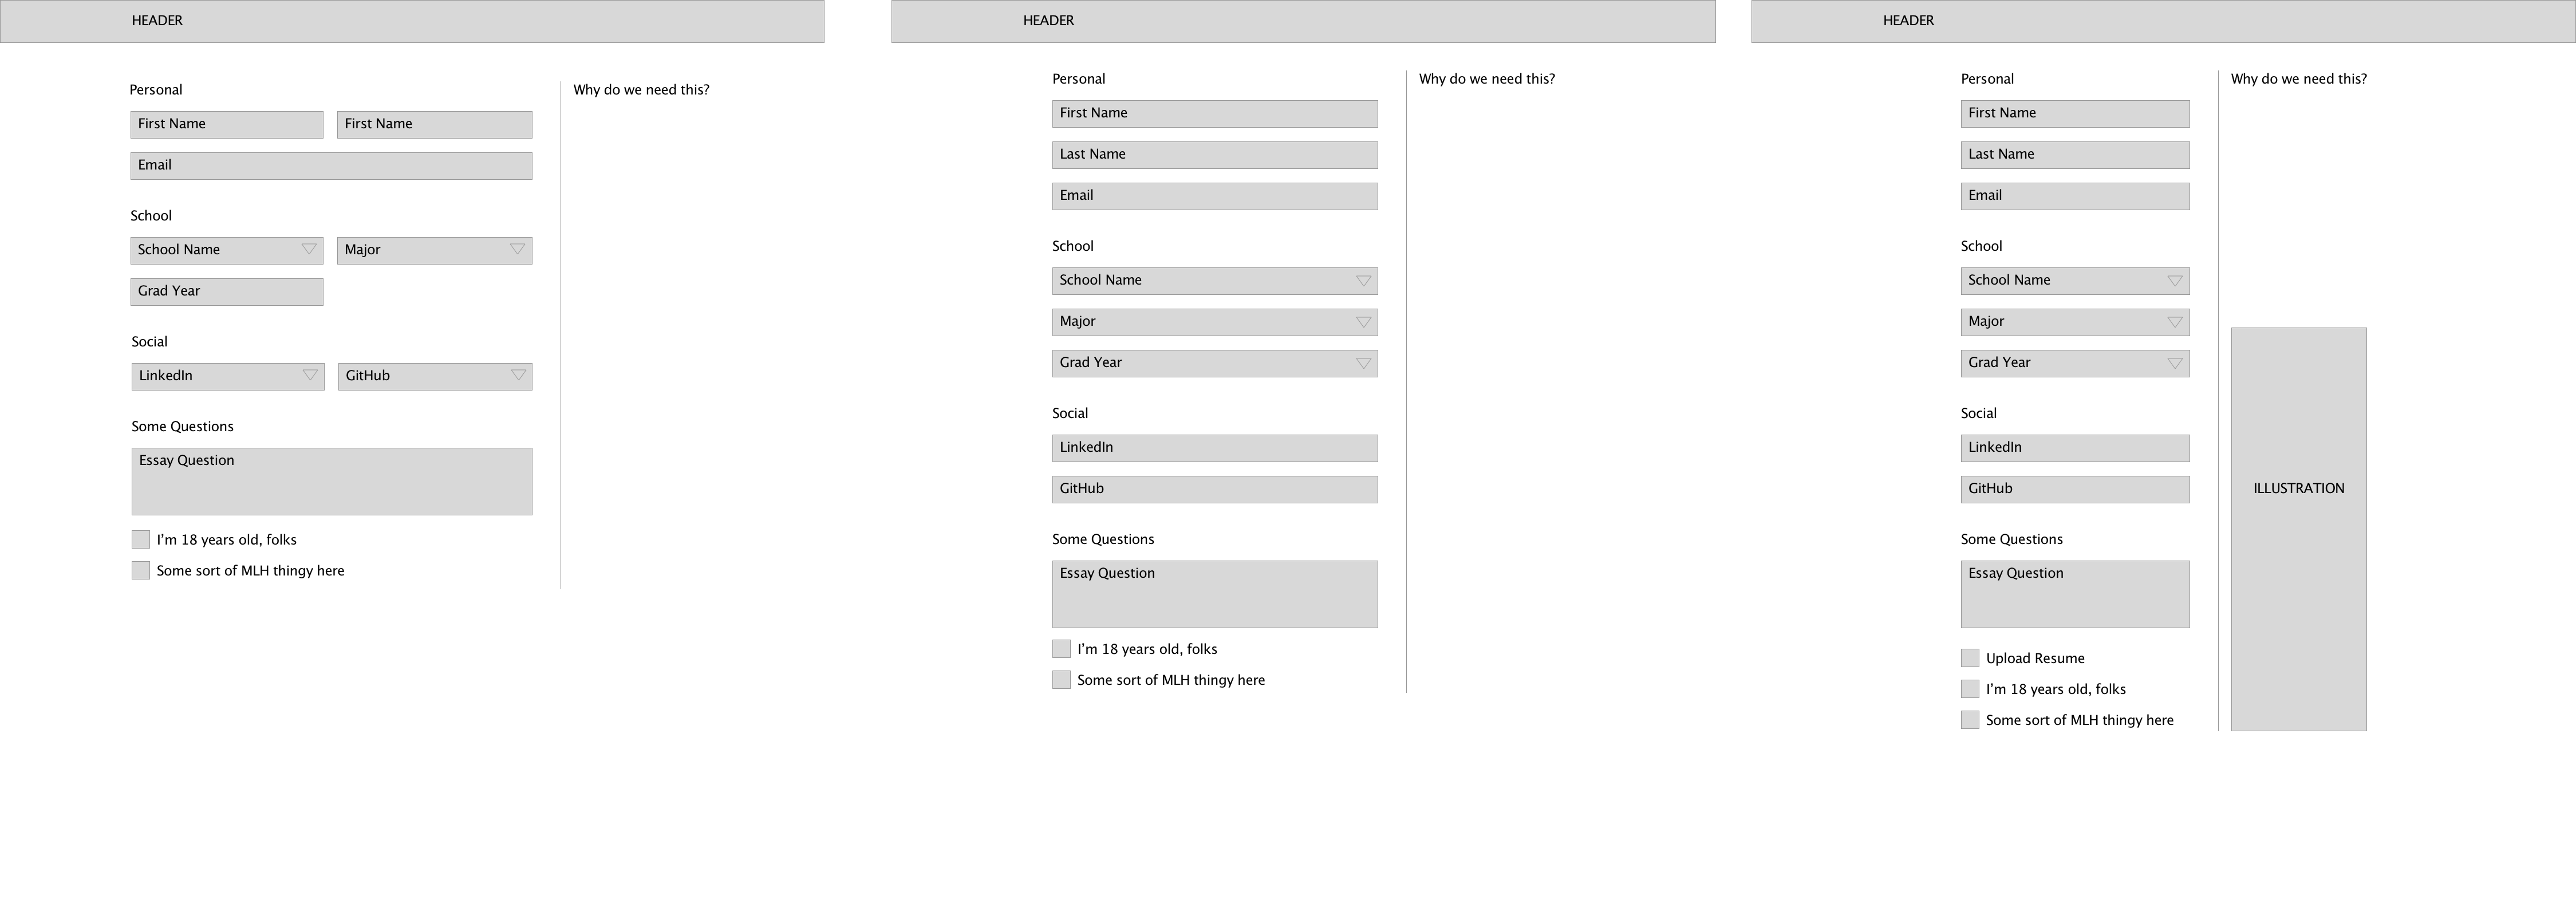 HEADER
Personal
First Name
First Name
Email
School
School Name
Major
Grad Year
Social
LinkedIn
GitHub
Some Questions
Essay Question
I’m 18 years old, folks
Some sort of MLH thingy here
Why do we need this?
HEADER
Personal
First Name
Last Name
Email
School
School Name
Major
Grad Year
Social
LinkedIn
GitHub
Some Questions
Essay Question
I’m 18 years old, folks
Some sort of MLH thingy here
Why do we need this?
HEADER
Personal
First Name
Last Name
Email
School
School Name
Major
Grad Year
Social
LinkedIn
GitHub
Some Questions
Essay Question
Upload Resume
I’m 18 years old, folks
Some sort of MLH thingy here
Why do we need this?
ILLUSTRATION